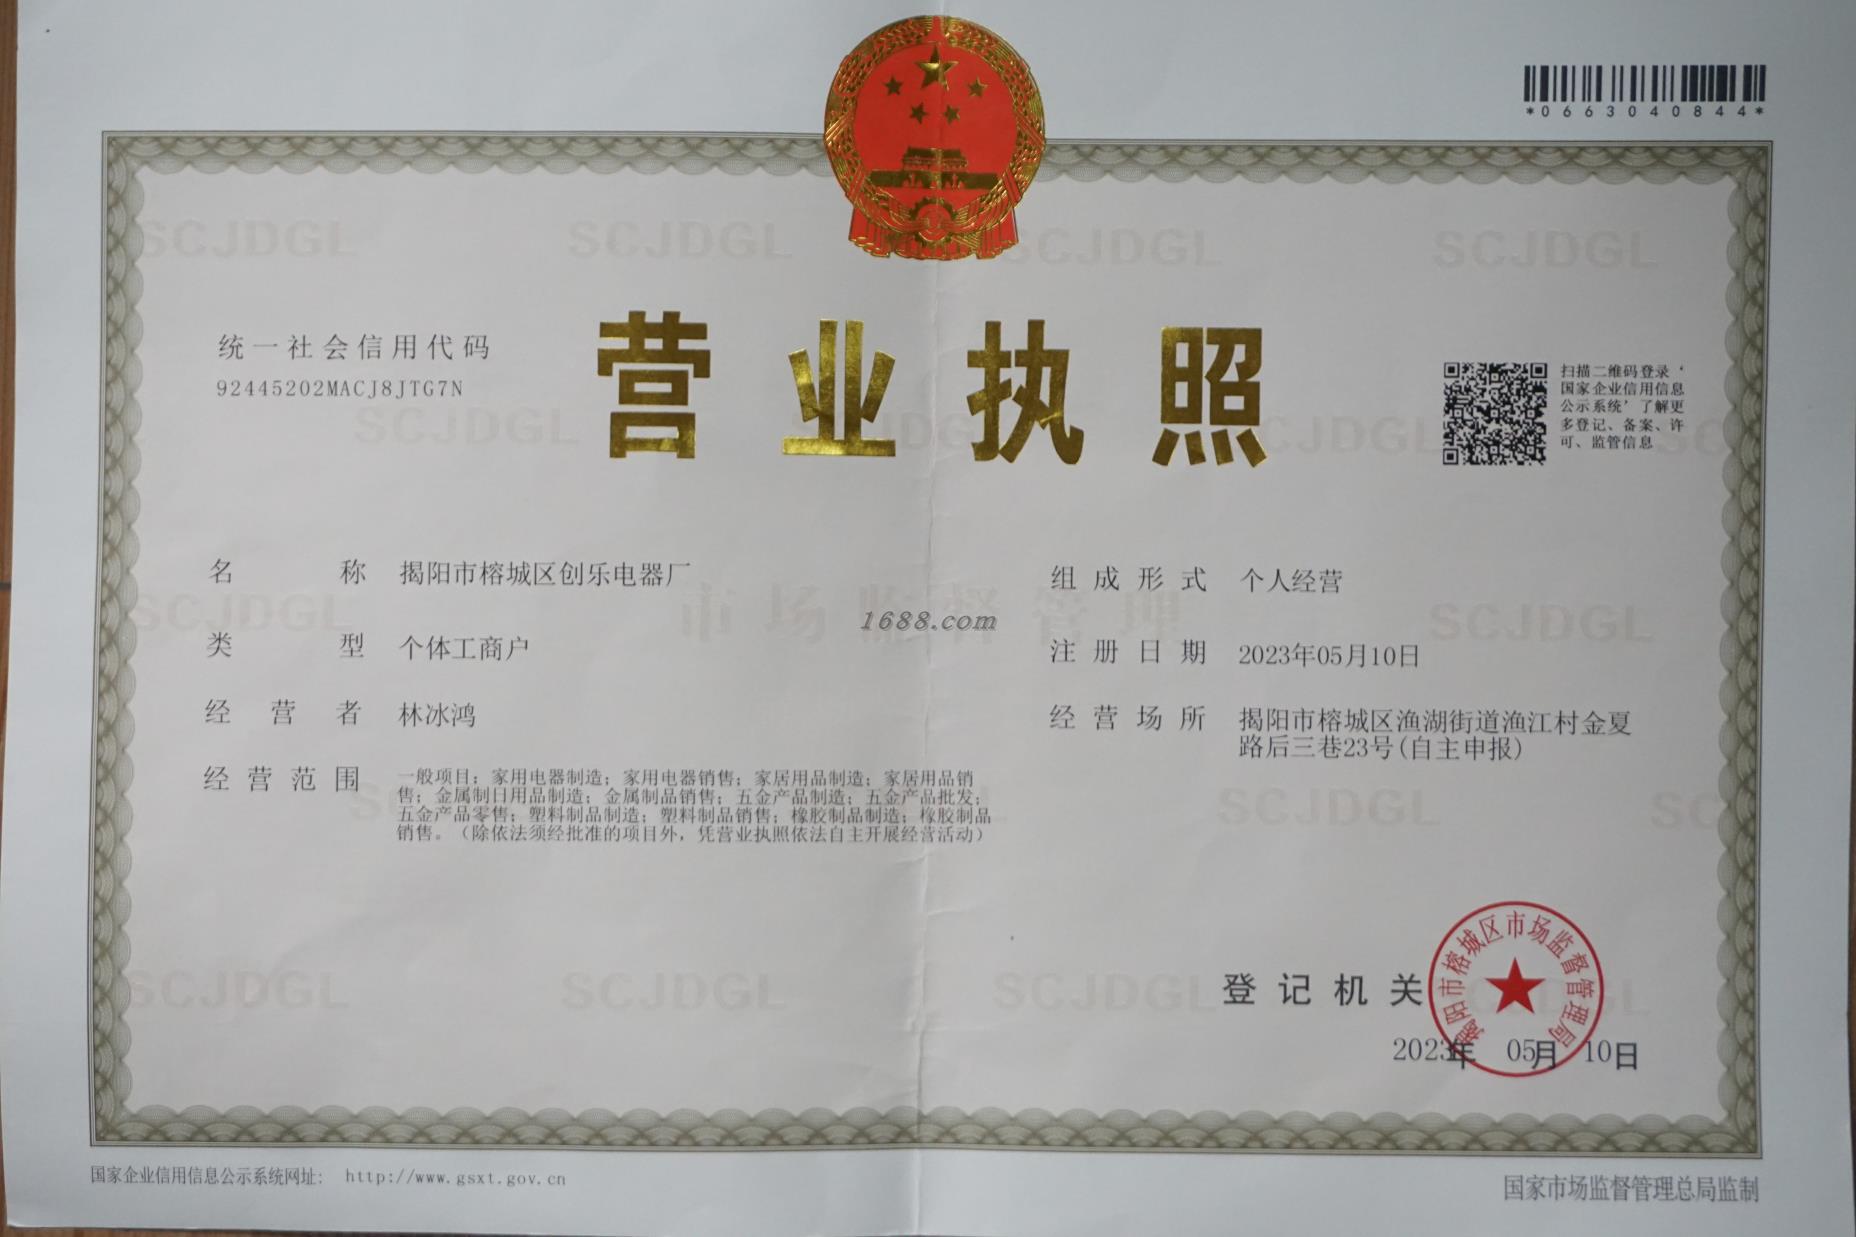 *0663040844*
营业执照
统一社会信用代码
92445202MACJ8JTG7N
扫描二维码登录‘
国家企业信用信息
公示系统’了解更
多登记、备案、许
可、监管信息
名称 揭阳市榕城区创乐电器厂
类型 个体工商户
经营者 林冰鸿
经营范围 一般项目；家用电器制造；家用电器销售；家居用品制造；家居用品销
售；金属制日用品制造；金属制品销售；五金产品制造；五金产品批发；
五金产品零售；塑料制品制造；塑料制品销售；橡胶制品制造；橡胶制品
销售。（除依法须经批准的项目外，凭营业执照依法自主开展经营活动）
组成形式 个人经营
注册日期 2023年05月10日
经营场所 揭阳市榕城区渔湖街道渔江村金夏
路后三巷23号(自主申报)
市场监督管理
1688.com
SCJDGL
登记机关
揭阳市榕城区市场监督管理局
2023年 05月 10日
国家企业信用信息公示系统网址: http://www.gsxt.gov.cn
国家市场监督管理总局监制